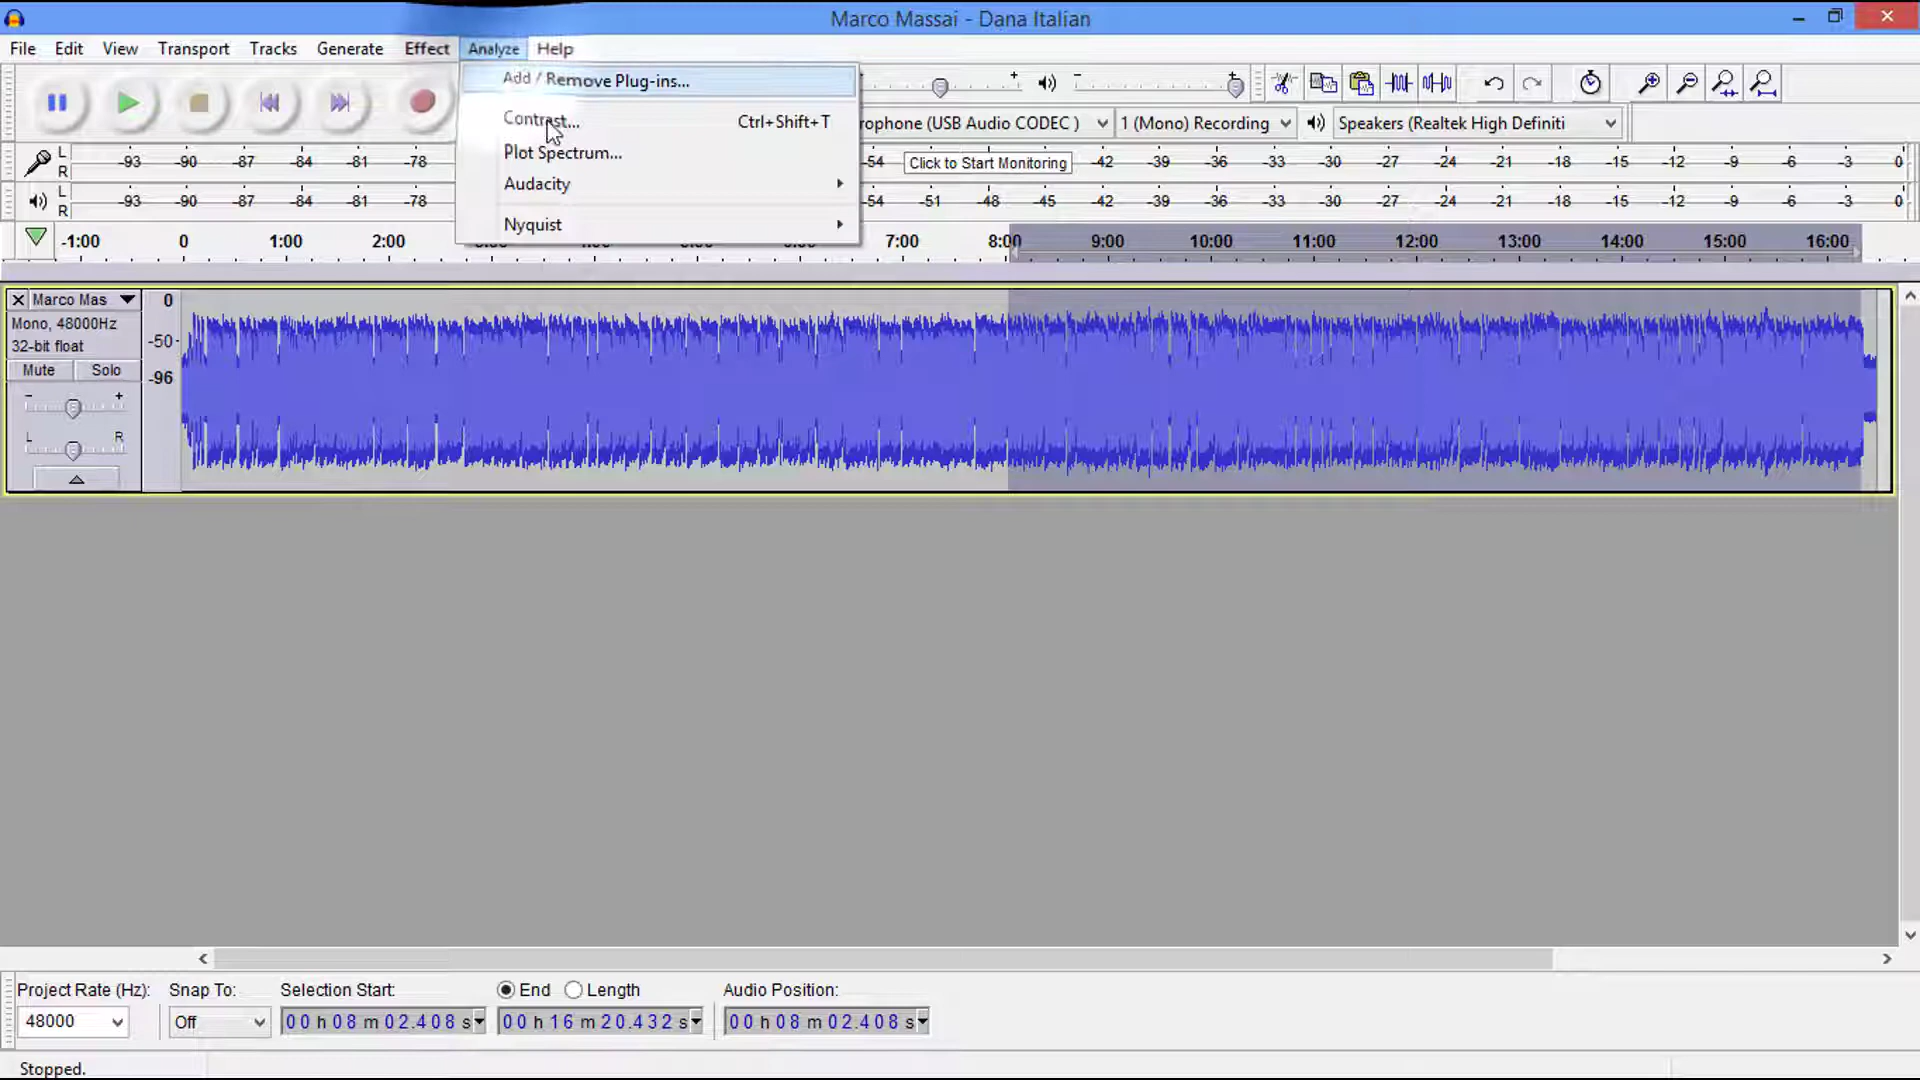 Marco Massai - Dana Italian
File Edit View Transport Tracks Generate Effect Analyze Help
Add / Remove Plug-ins...
Contrast... Ctrl+Shift+T
Plot Spectrum...
Audacity
Nyquist
rophone (USB Audio CODEC ) 1 (Mono) Recording Speakers (Realtek High Definiti
L R -93 -90 -87 -84 -81 -78 -54 Click to Start Monitoring -42 -39 -36 -33 -30 -27 -24 -21 -18 -15 -12 -9 -6 -3 0
L R -93 -90 -87 -84 -81 -78 -54 -51 -48 -45 -42 -39 -36 -33 -30 -27 -24 -21 -18 -15 -12 -9 -6 -3 0
-1:00 0 1:00 2:00 7:00 8:00 9:00 10:00 11:00 12:00 13:00 14:00 15:00 16:00
Marco Mas 0
Mono, 48000Hz
32-bit float -50
Mute Solo -96
- +
L R
Project Rate (Hz): Snap To: Selection Start: End Length Audio Position:
48000 Off 00 h 08 m 02.408 s 00 h 16 m 20.432 s 00 h 08 m 02.408 s
Stopped.